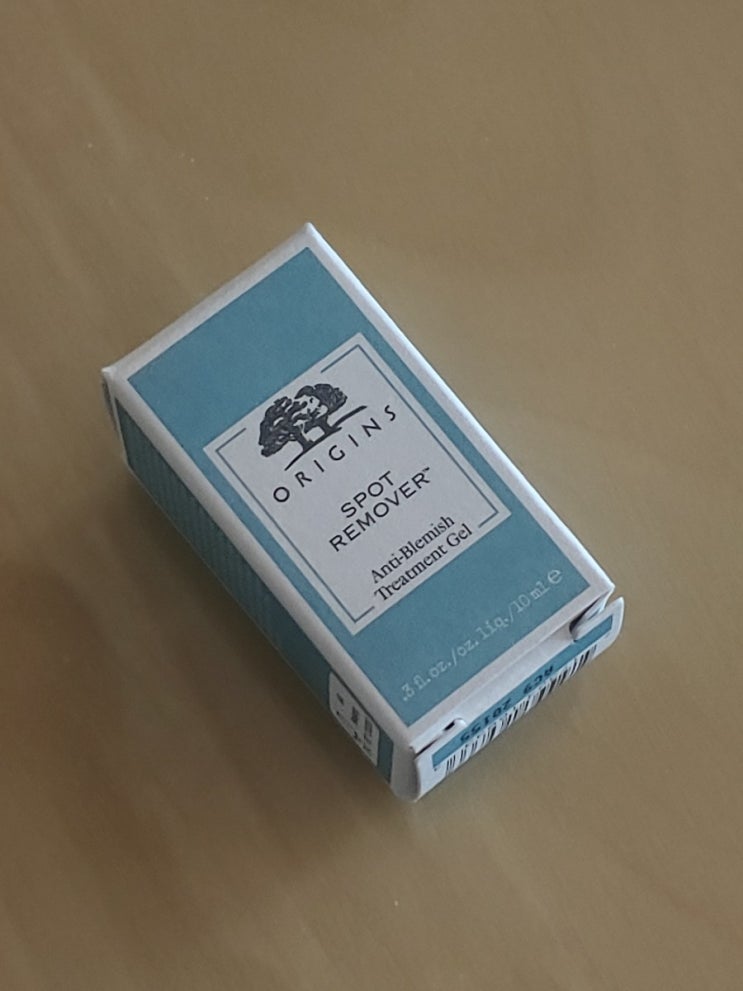 ORIGINS
SPOT
REMOVER™
Anti-Blemish
Treatment Gel
.3 fl.oz./oz.liq./10 ml e